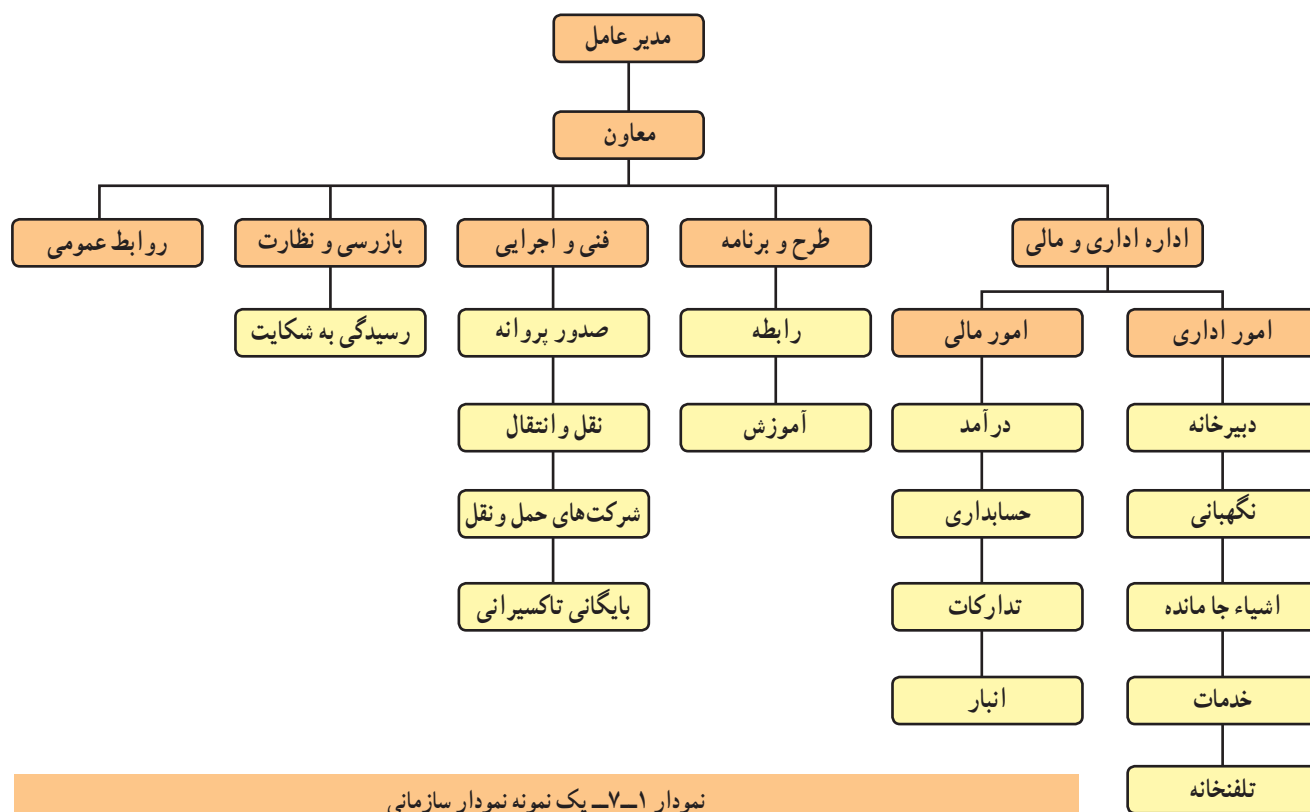 مدیر عامل
معاون
اداره اداری و مالی
طرح و برنامه
فنی و اجرایی
بازرسی و نظارت
روابط عمومی
امور اداری
امور مالی
رابطه
صدور پروانه
رسیدگی به شکایت
دبیرخانه
درآمد
آموزش
نقل و انتقال
نگهبانی
حسابداری
شرکت‌های حمل و نقل
اشیاء جا مانده
تدارکات
بایگانی تاکسیرانی
خدمات
انبار
تلفنخانه
نمودار ۱ــ۷ــ یک نمونه نمودار سازمانی